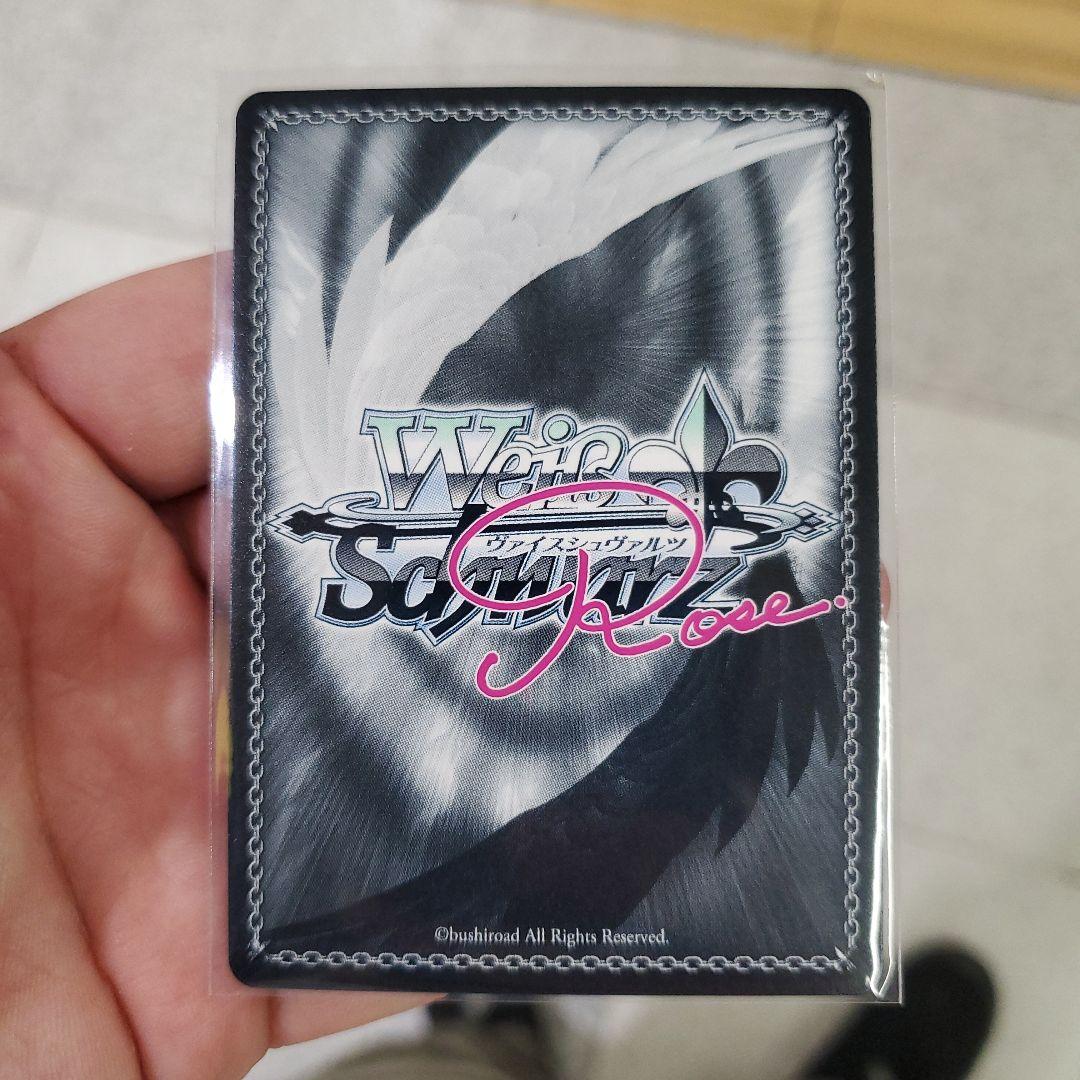 Weiß
ヴァイスシュヴァルツ
Schwarz
Rose.
©bushiroad All Rights Reserved.